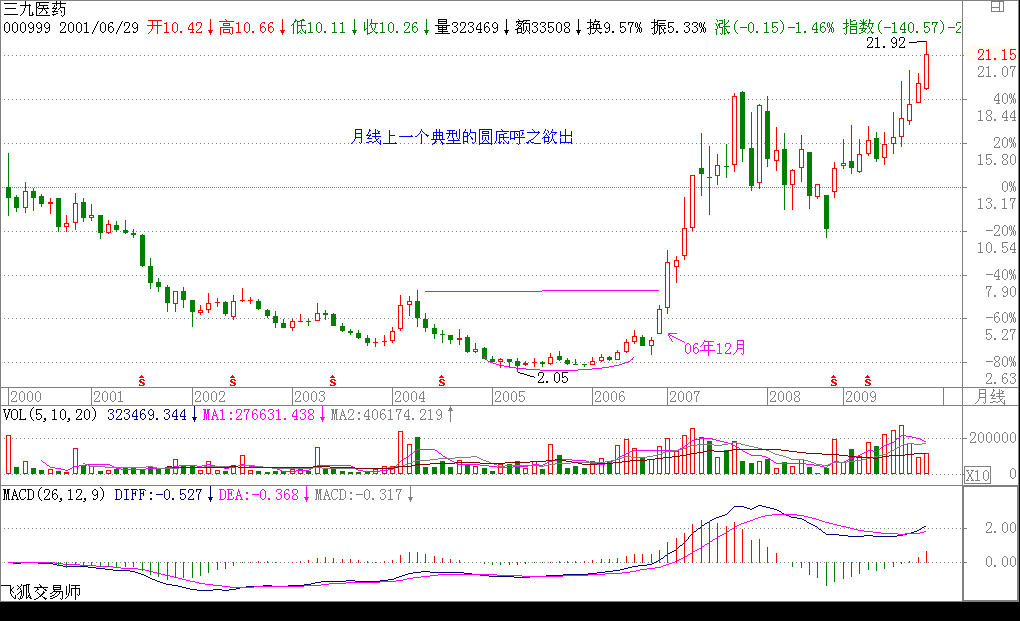 三九医药
000999 2001/06/29 开10.42↓高10.66↓低10.11↓收10.26↓量323469↓额33508↓换9.57% 振5.33% 涨(-0.15)-1.46% 指数(-140.57)-2
21.92
21.15
21.07
40%
18.44
月线上一个典型的圆底呼之欲出
20%
15.80
0%
13.17
-20%
10.54
-40%
7.90
-60%
5.27
06年12月
-80%
2.05
2.63
ŝ ŝ ŝ ŝ ŝ ŝ
2000 2001 2002 2003 2004 2005 2006 2007 2008 2009 月线
VOL(5,10,20) 323469.344↓MA1:276631.438↓MA2:406174.219↑
200000
X10 0
MACD(26,12,9) DIFF:-0.527↓DEA:-0.368↓MACD:-0.317↓
2.00
0.00
飞狐交易师